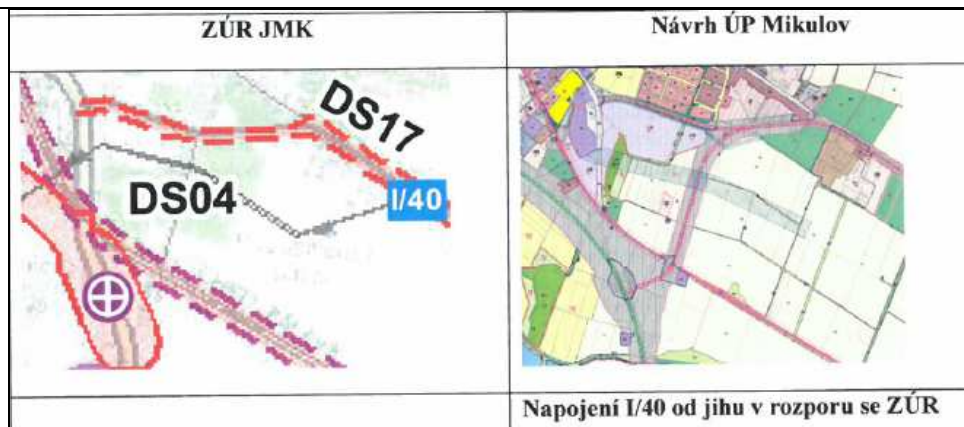 ZÚR JMK
Návrh ÚP Mikulov
DS17
DS04
I/40
Napojení I/40 od jihu v rozporu se ZÚR